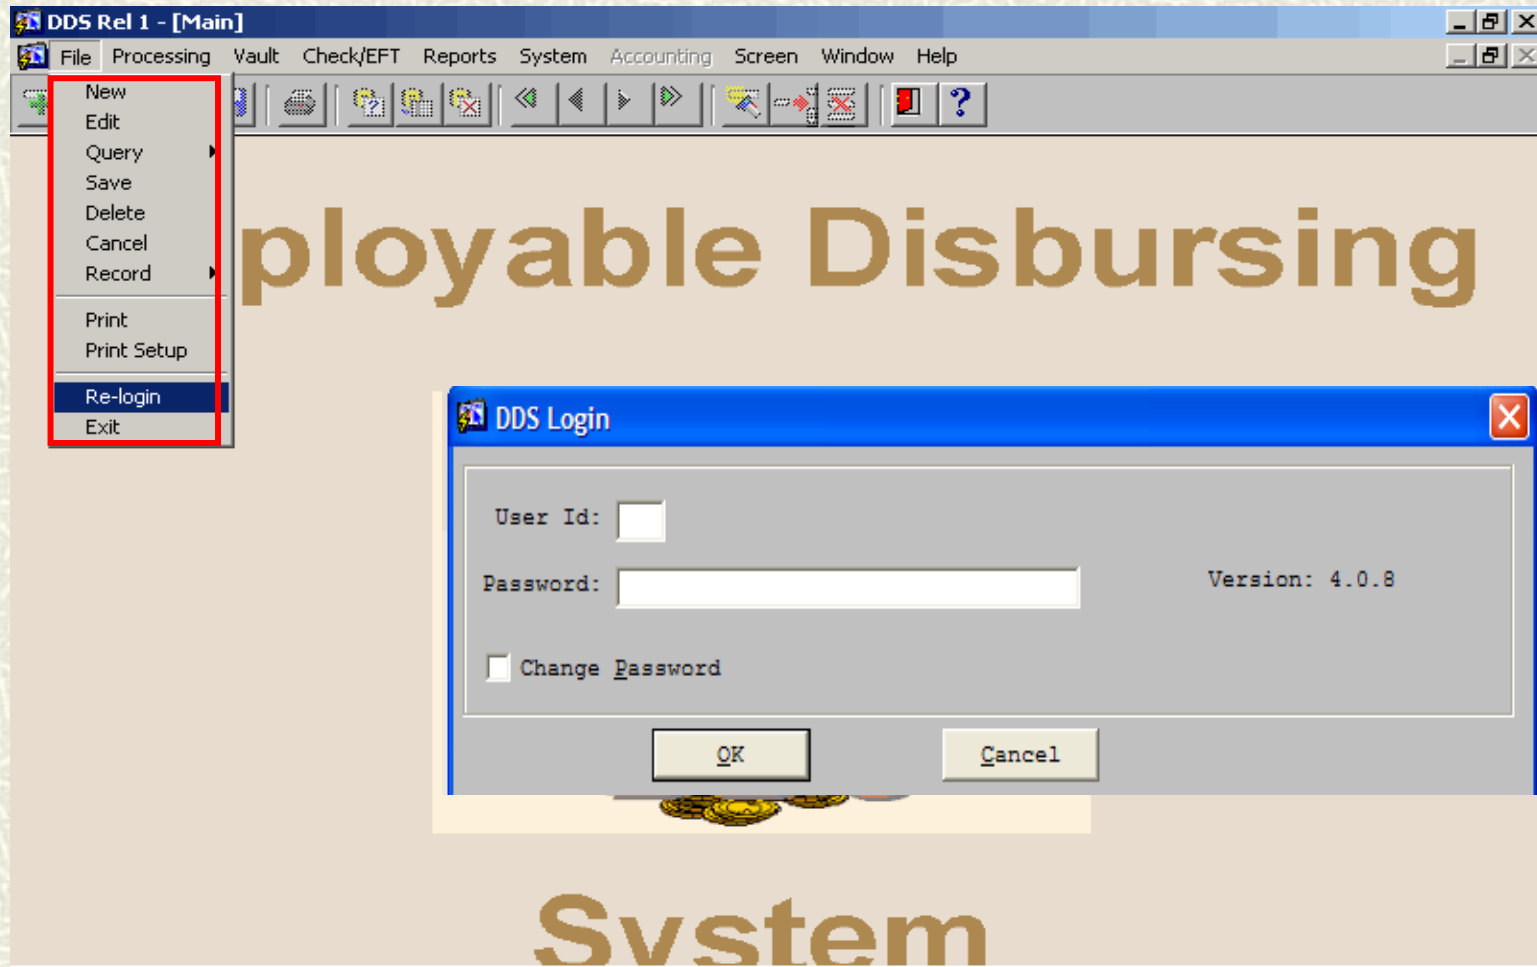 DDS Rel 1 - [Main]
File Processing Vault Check/EFT Reports System Accounting Screen Window Help
New
Edit
Query
Save
Delete
Cancel
Record
Print
Print Setup
Re-login
Exit
ployable Disbursing
DDS Login
User Id:
Password:
Version: 4.0.8
Change Password
OK Cancel
System